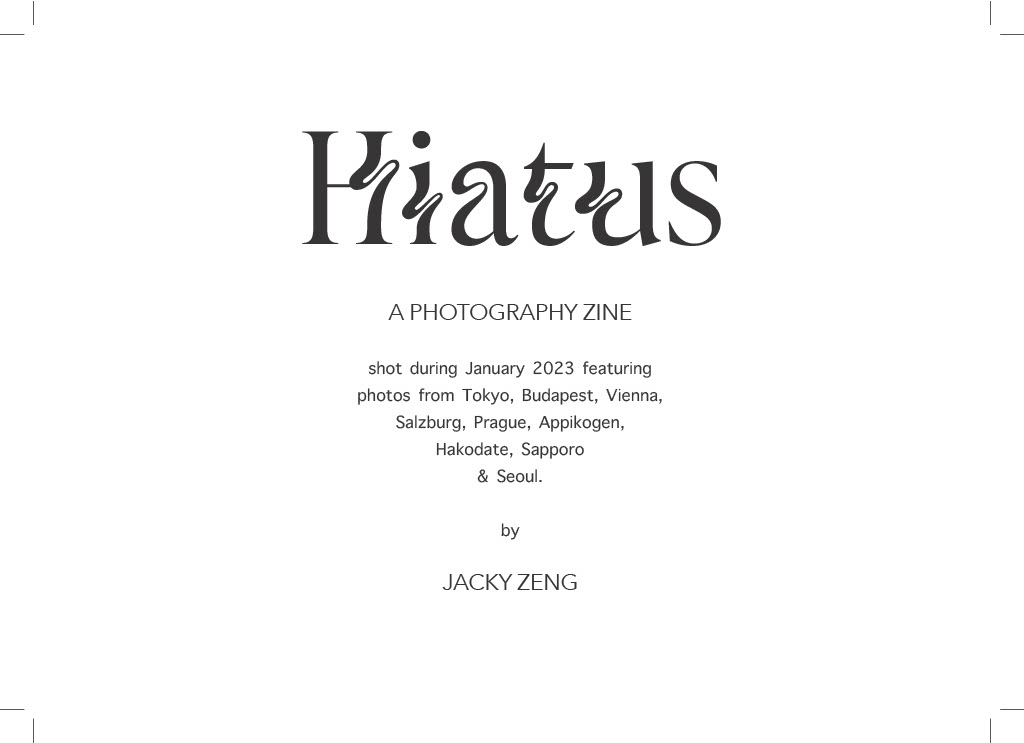 Hiatus
A PHOTOGRAPHY ZINE
shot during January 2023 featuring
photos from Tokyo, Budapest, Vienna,
Salzburg, Prague, Appikogen,
Hakodate, Sapporo
& Seoul.
by
JACKY ZENG